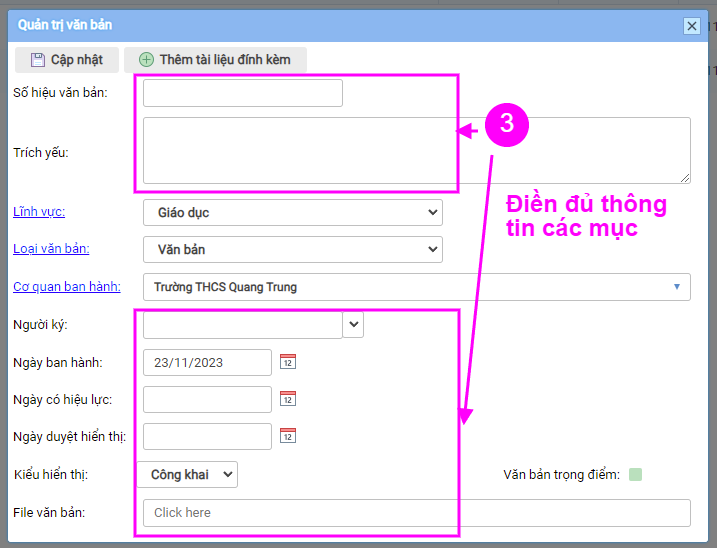 Quản trị văn bản
Cập nhật Thêm tài liệu đính kèm
Số hiệu văn bản:
3
Trích yếu:
Điền đủ thông
tin các mục
Lĩnh vực: Giáo dục
Loại văn bản: Văn bản
Cơ quan ban hành: Trường THCS Quang Trung
Người ký:
Ngày ban hành: 23/11/2023 12
Ngày có hiệu lực: 12
Ngày duyệt hiển thị: 12
Kiểu hiển thị: Công khai Văn bản trọng điểm:
File văn bản: Click here